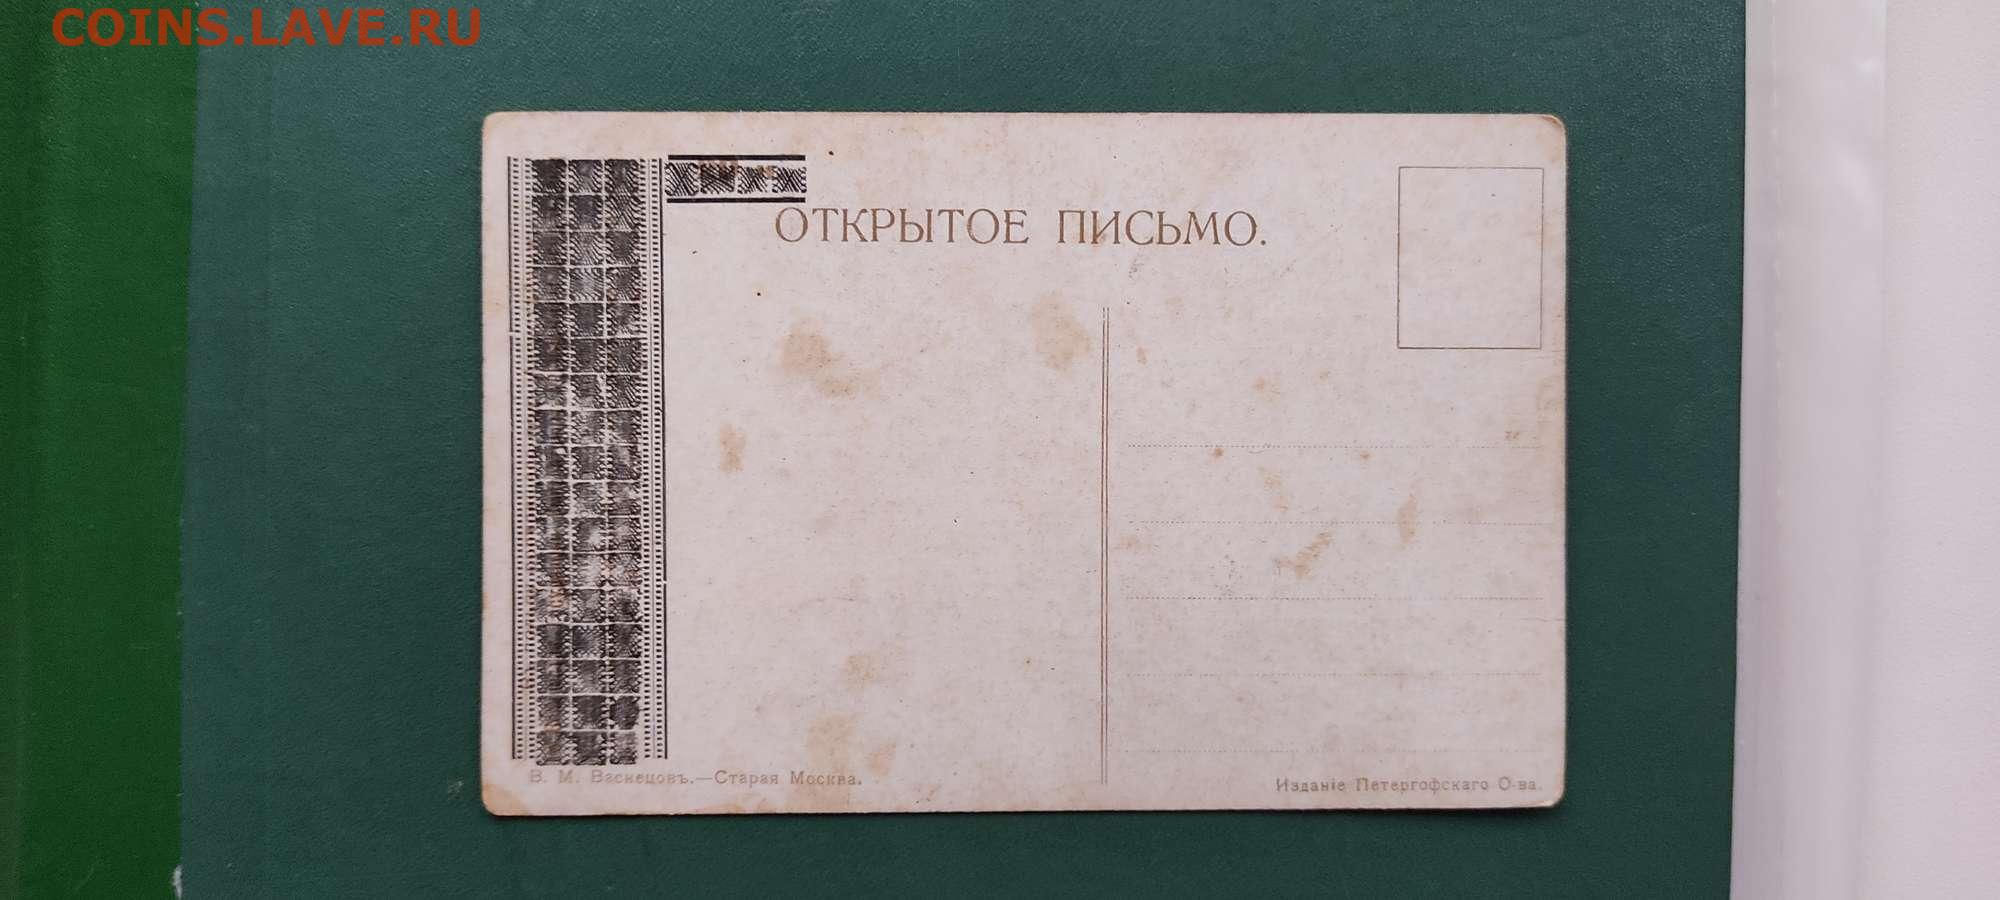 COINS.LAVE.RU
ОТКРЫТОЕ ПИСЬМО.
В. М. Васнецовъ.—Старая Москва.
Изданіе Петергофскаго О-ва.